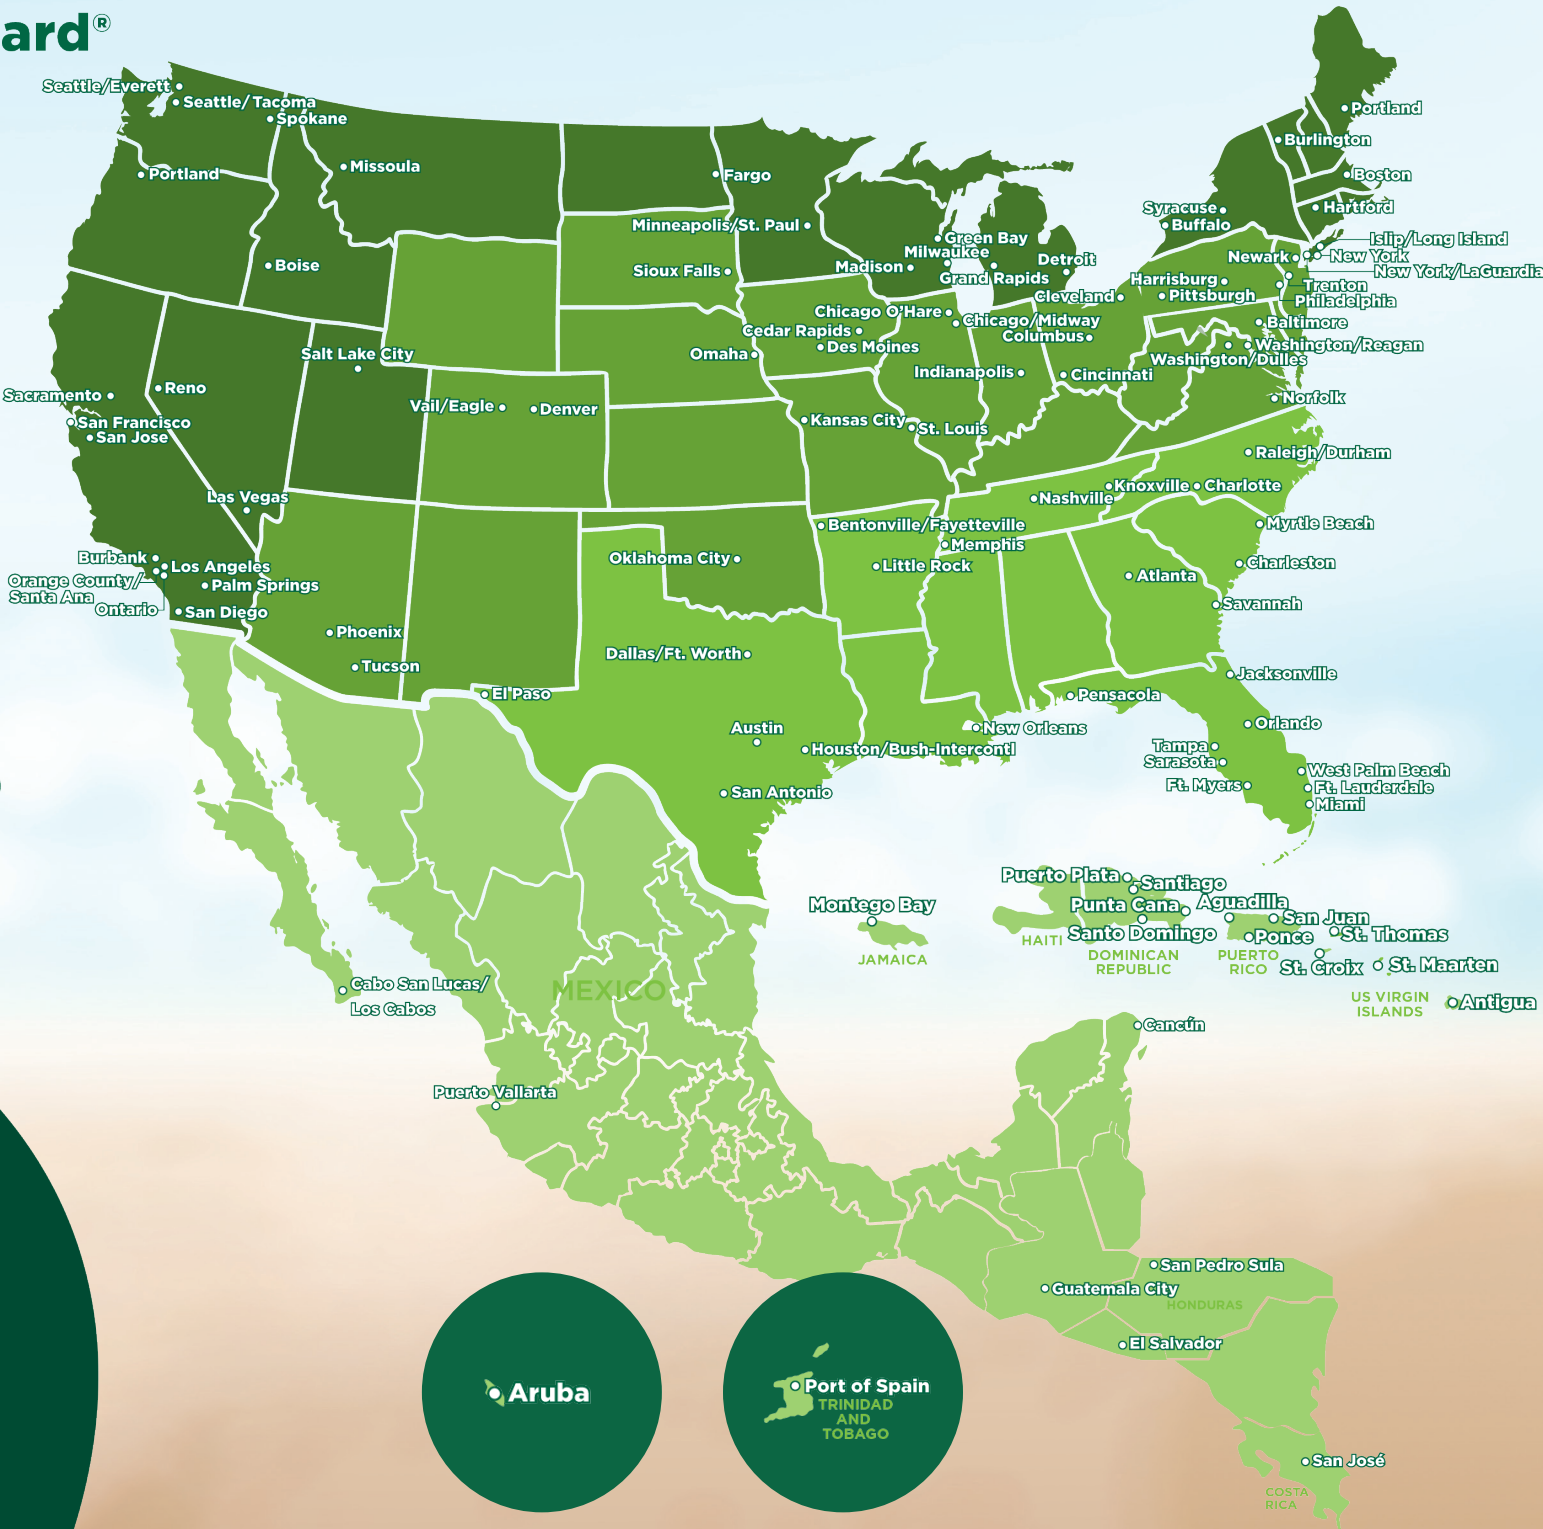 ard®
Seattle/Everett
Seattle/Tacoma
Spokane
Portland
Missoula
Boise
Fargo
Minneapolis/St. Paul
Sioux Falls
Green Bay
Milwaukee
Madison
Grand Rapids
Detroit
Portland
Burlington
Boston
Hartford
Syracuse
Buffalo
Islip/Long Island
New York
Newark
New York/LaGuardia
Harrisburg
Trenton
Pittsburgh
Philadelphia
Cleveland
Chicago O'Hare
Chicago/Midway
Columbus
Baltimore
Cedar Rapids
Des Moines
Omaha
Washington/Reagan
Washington/Dulles
Indianapolis
Cincinnati
Norfolk
Salt Lake City
Reno
Sacramento
San Francisco
San Jose
Vail/Eagle
Denver
Kansas City
St. Louis
Raleigh/Durham
Las Vegas
Nashville
Knoxville
Charlotte
Myrtle Beach
Bentonville/Fayetteville
Memphis
Burbank
Los Angeles
Orange County/
Santa Ana
Palm Springs
Ontario
San Diego
Oklahoma City
Little Rock
Atlanta
Charleston
Savannah
Phoenix
Tucson
El Paso
Dallas/Ft. Worth
Jacksonville
Pensacola
Austin
New Orleans
Houston/Bush-Intercontl
Orlando
Tampa
Sarasota
Ft. Myers
West Palm Beach
Ft. Lauderdale
Miami
San Antonio
Puerto Plata
Santiago
Montego Bay
Punta Cana
Aguadilla
San Juan
Santo Domingo
Ponce
St. Thomas
HAITI
JAMAICA
DOMINICAN
REPUBLIC
PUERTO
RICO
St. Croix
St. Maarten
US VIRGIN
ISLANDS
Antigua
MEXICO
Cabo San Lucas/
Los Cabos
Cancún
Puerto Vallarta
San Pedro Sula
Guatemala City
HONDURAS
El Salvador
Aruba
Port of Spain
TRINIDAD
AND
TOBAGO
San José
COSTA
RICA